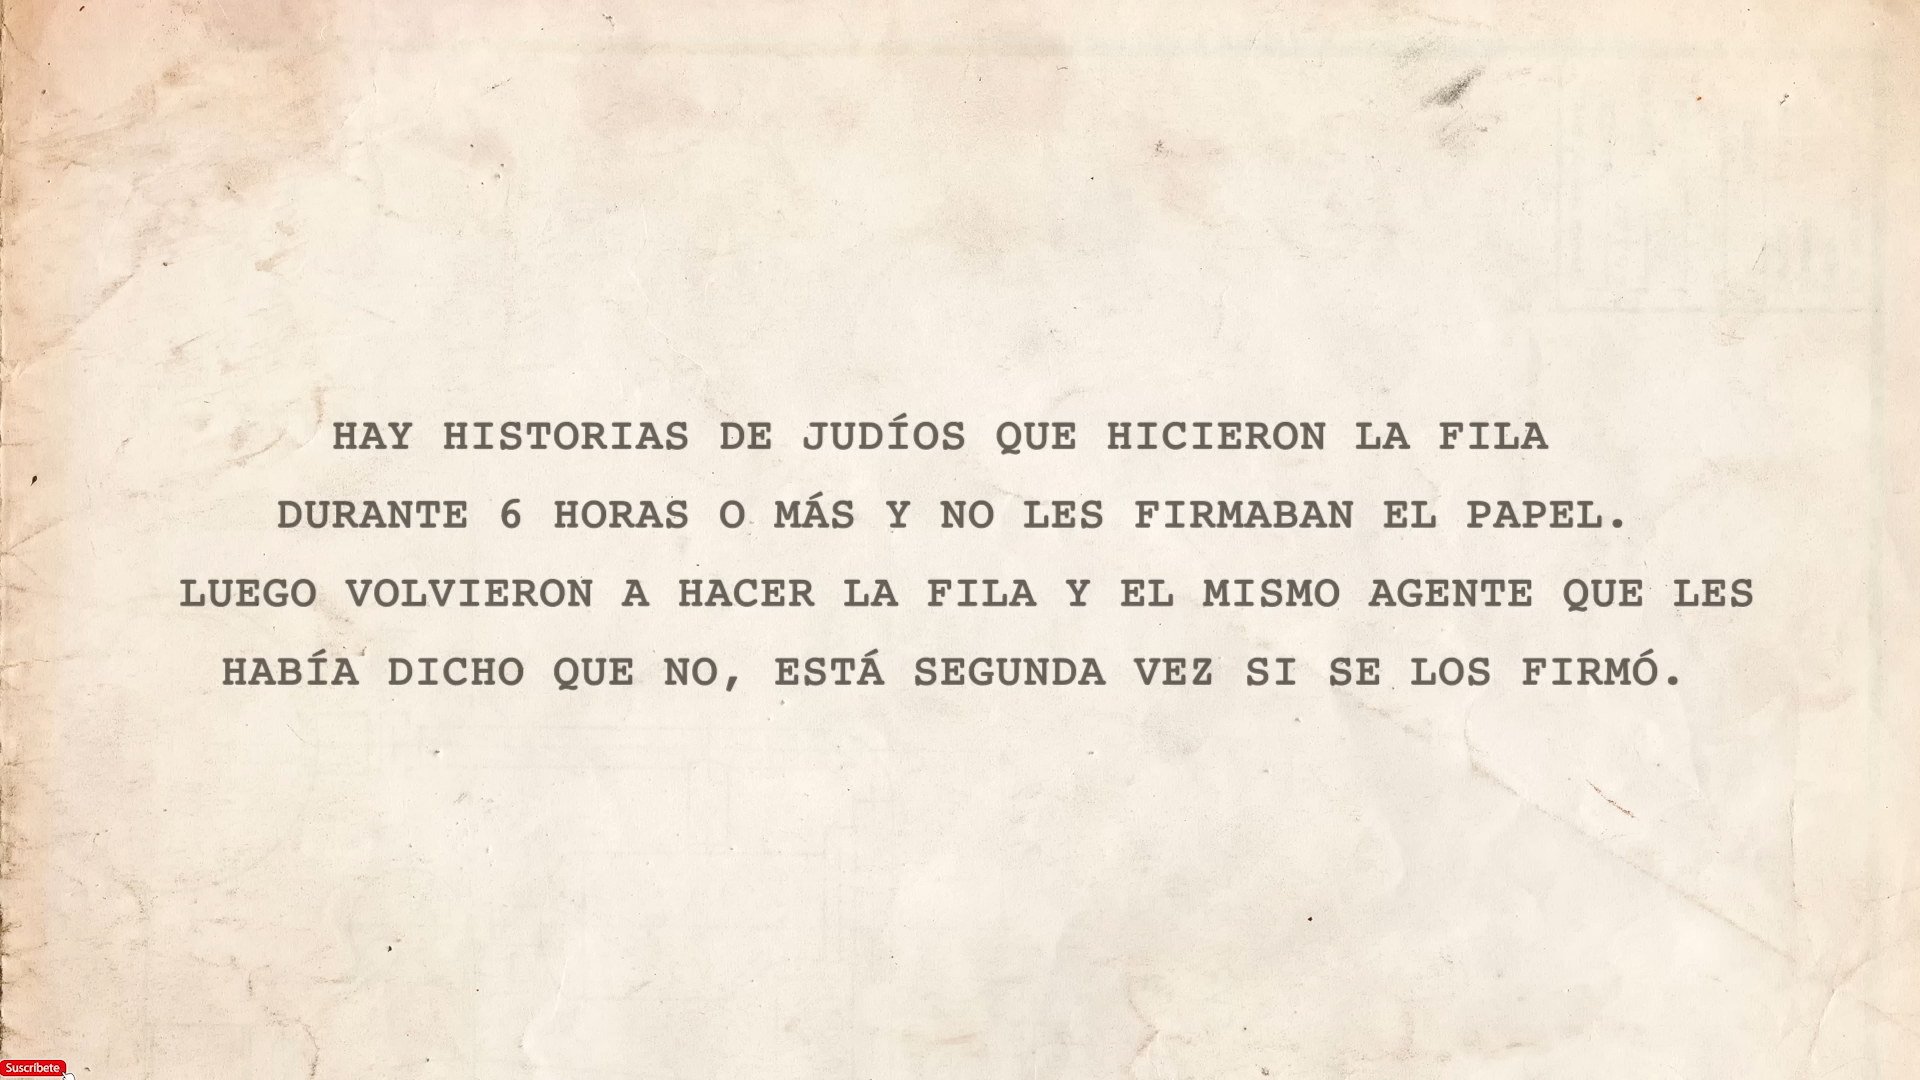 HAY HISTORIAS DE JUDÍOS QUE HICIERON LA FILA
DURANTE 6 HORAS O MÁS Y NO LES FIRMABAN EL PAPEL.
LUEGO VOLVIERON A HACER LA FILA Y EL MISMO AGENTE QUE LES
HABÍA DICHO QUE NO, ESTÁ SEGUNDA VEZ SI SE LOS FIRMÓ.
Suscríbete